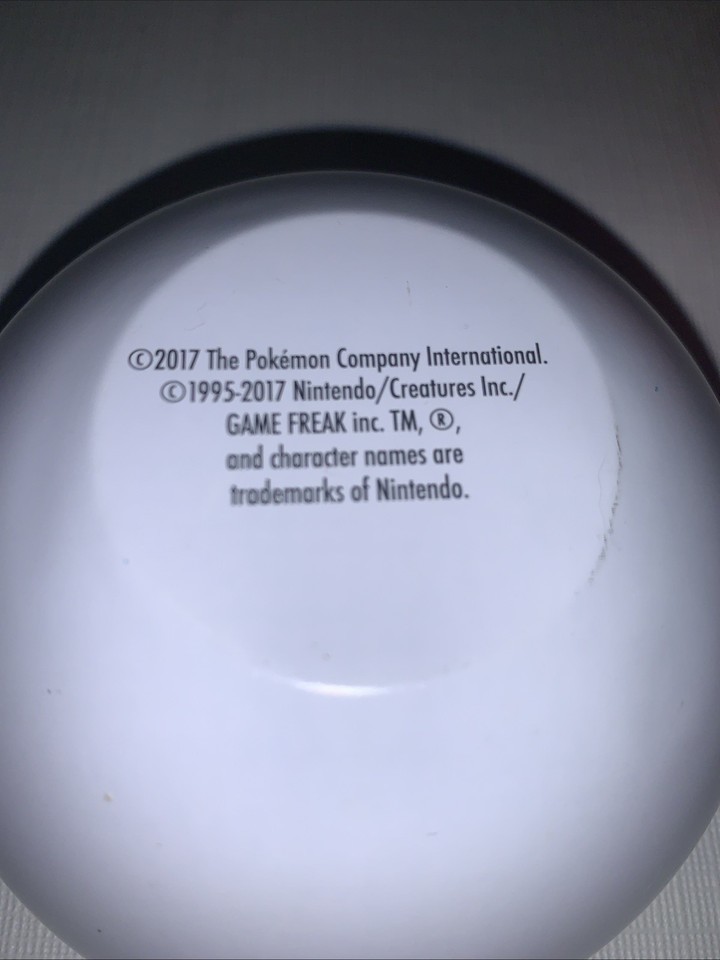 ©2017 The Pokémon Company International.
©1995-2017 Nintendo/Creatures Inc./
GAME FREAK inc. TM, ®,
and character names are
trademarks of Nintendo.